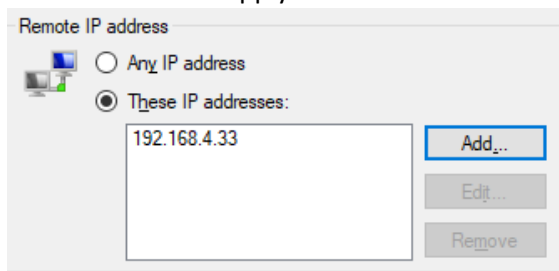 Remote IP address
Any IP address
These IP addresses:
192.168.4.33
Add...
Edit...
Remove